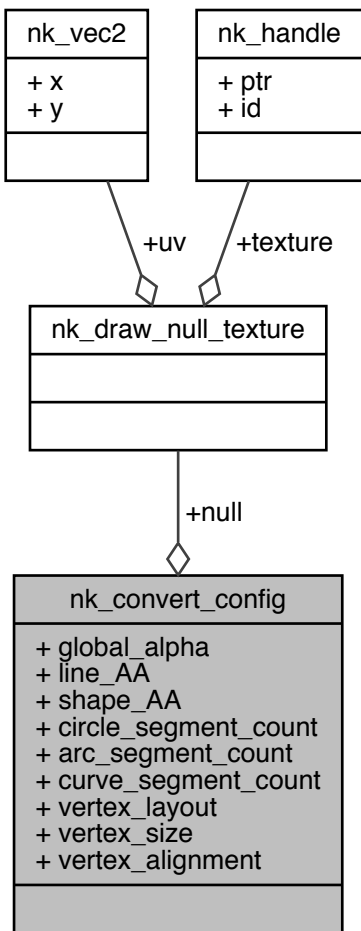 nk_vec2
+ x
+ y
nk_handle
+ ptr
+ id
+uv
+texture
nk_draw_null_texture
+null
nk_convert_config
+ global_alpha
+ line_AA
+ shape_AA
+ circle_segment_count
+ arc_segment_count
+ curve_segment_count
+ vertex_layout
+ vertex_size
+ vertex_alignment